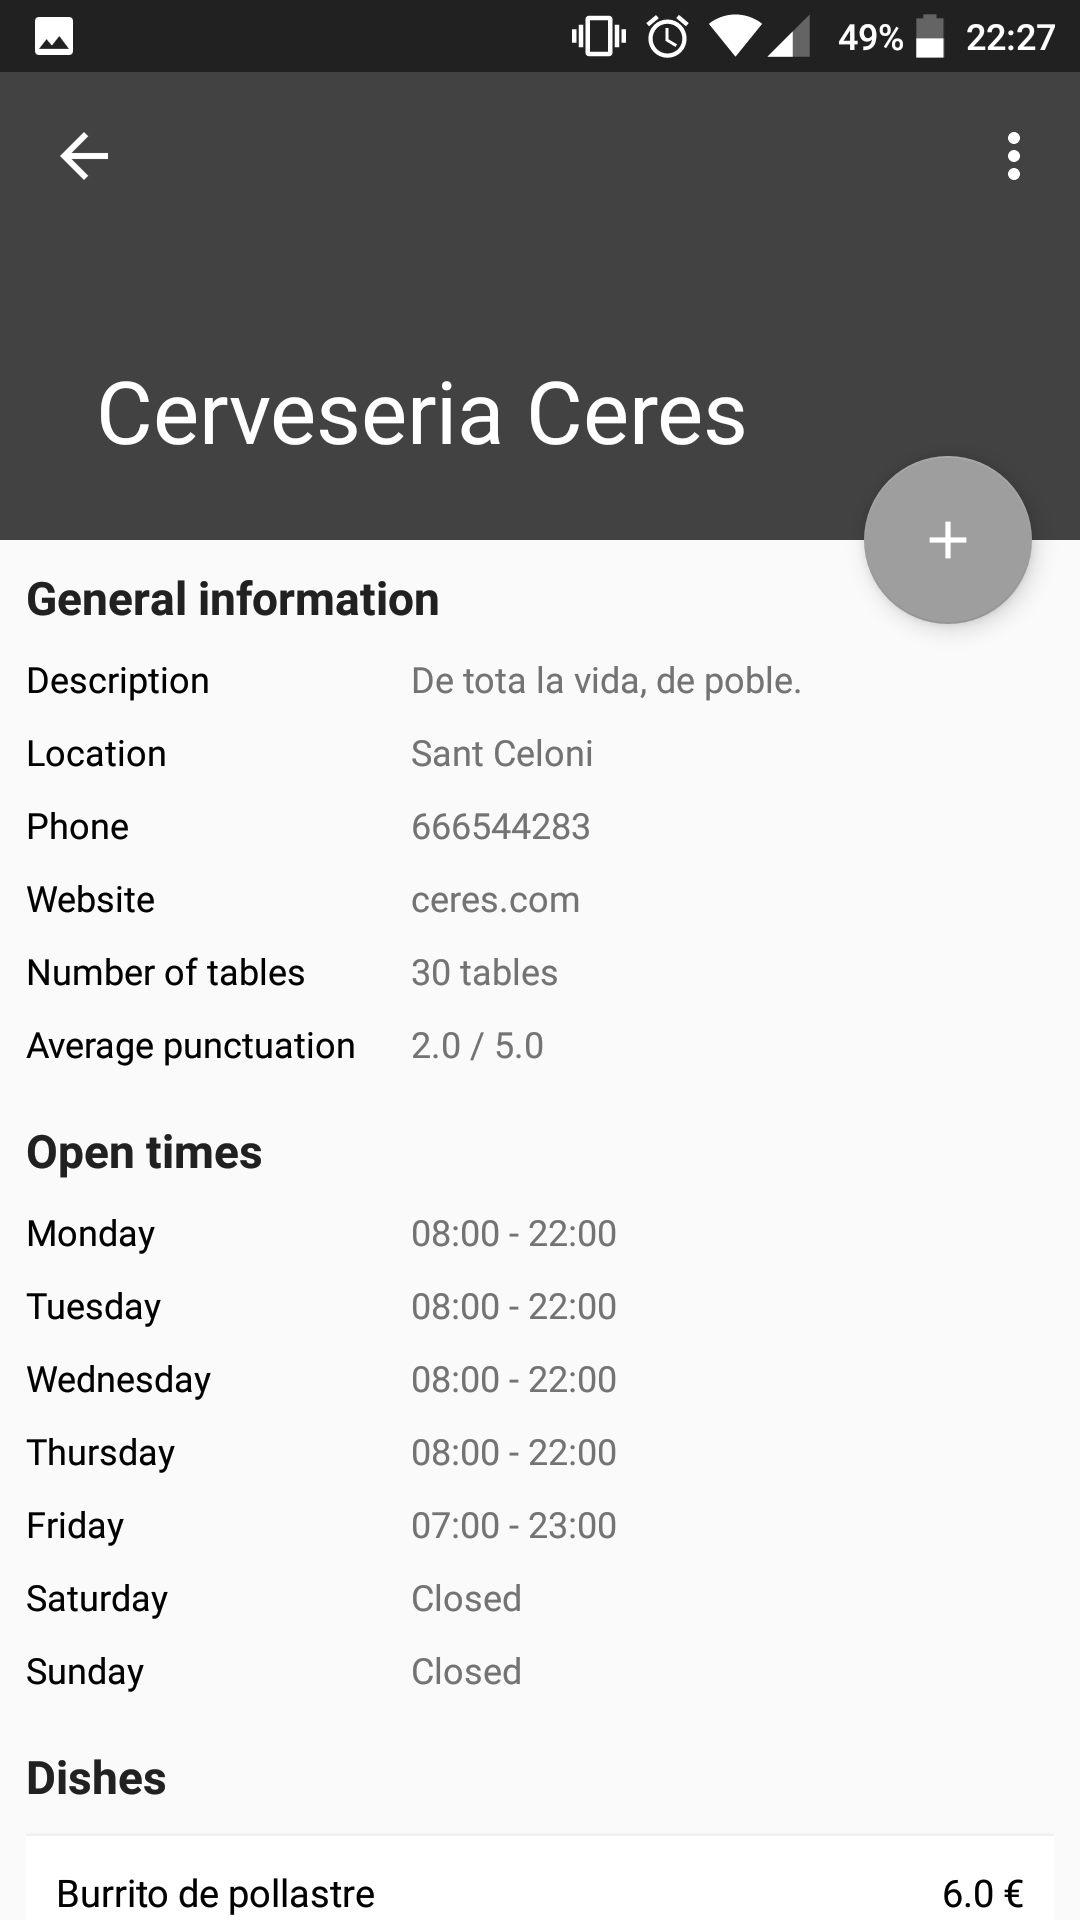 49% 22:27
Cerveseria Ceres
General information
Description De tota la vida, de poble.
Location Sant Celoni
Phone 666544283
Website ceres.com
Number of tables 30 tables
Average punctuation 2.0 / 5.0
Open times
Monday 08:00 - 22:00
Tuesday 08:00 - 22:00
Wednesday 08:00 - 22:00
Thursday 08:00 - 22:00
Friday 07:00 - 23:00
Saturday Closed
Sunday Closed
Dishes
Burrito de pollastre 6.0 €